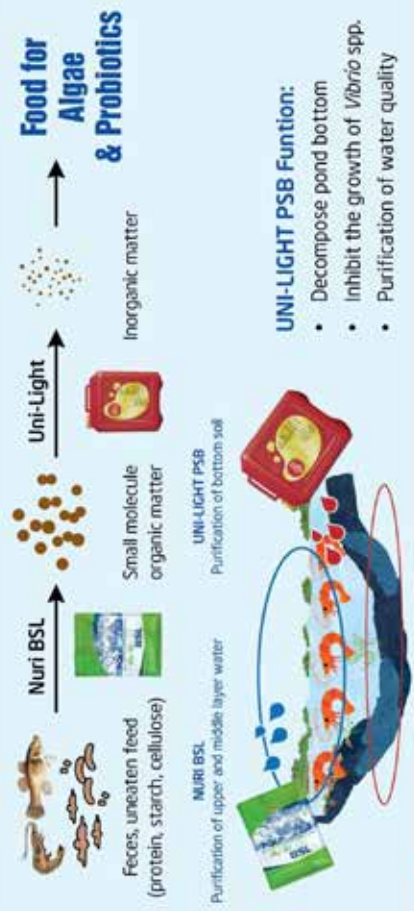 Nuri BSL
Uni-Light
Food for
Algae
& Probiotics
Feces, uneaten feed
(protein, starch, cellulose)
Small molecule
organic matter
Inorganic matter
NURI BSL
Purification of upper and middle layer water
UNI-LIGHT PSB
Purification of bottom soil
UNI-LIGHT PSB Funtion:
• Decompose pond bottom
• Inhibit the growth of Vibrio spp.
• Purification of water quality